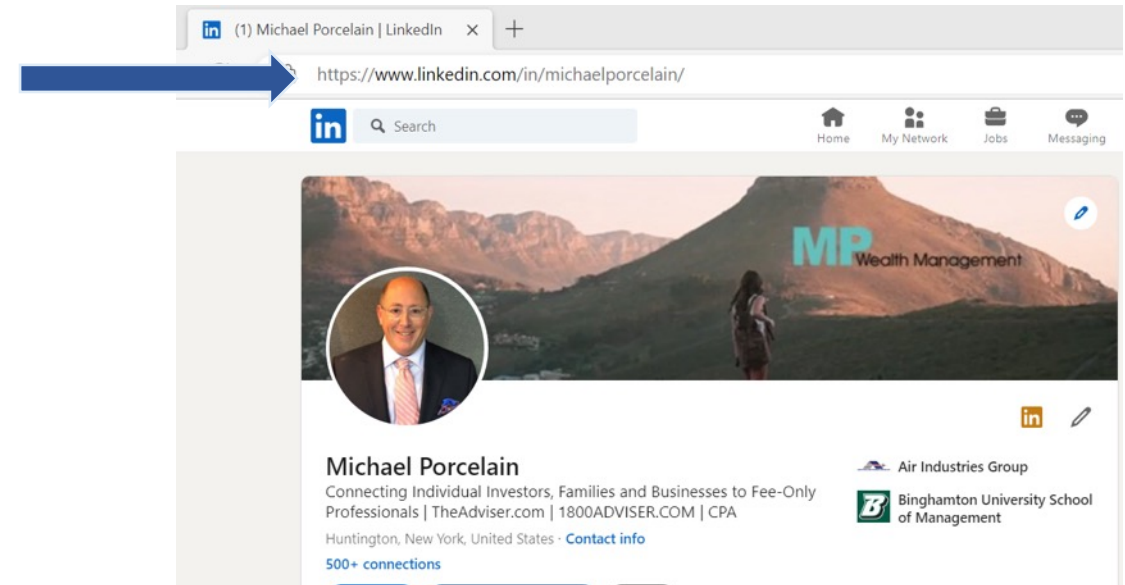 (1) Michael Porcelain | LinkedIn
https://www.linkedin.com/in/michaelporcelain/
in
Search
Home
My Network
Jobs
Messaging
MP
Wealth Management
in
Michael Porcelain
Connecting Individual Investors, Families and Businesses to Fee-Only
Professionals | TheAdviser.com | 1800ADVISER.COM | CPA
Huntington, New York, United States · Contact info
500+ connections
Air Industries Group
B
Binghamton University School
of Management